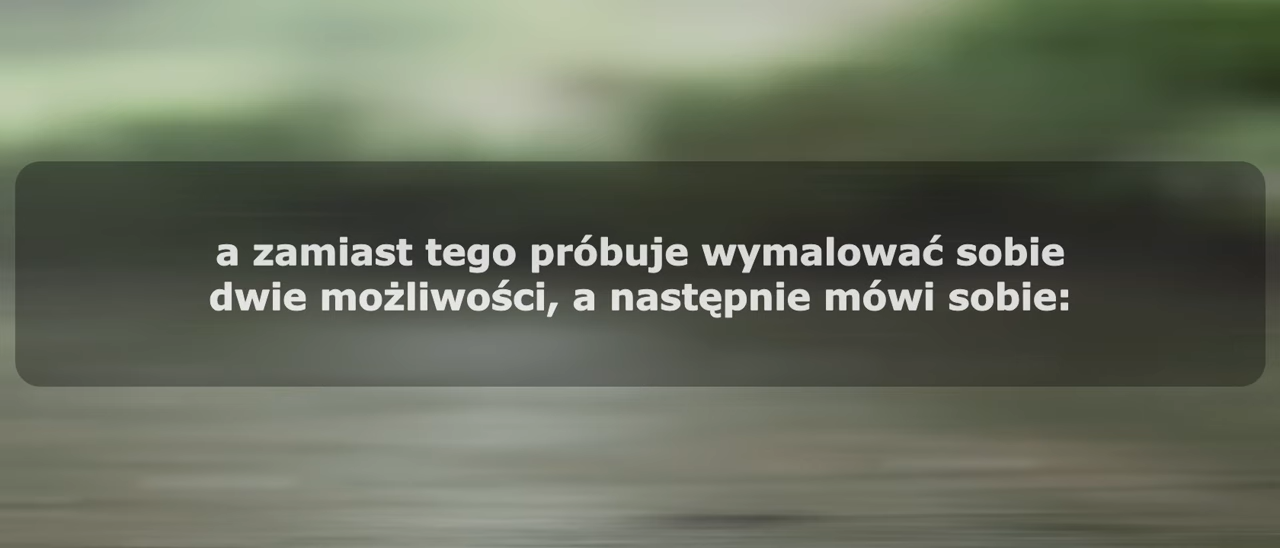 a zamiast tego próbuje wymalować sobie
dwie możliwości, a następnie mówi sobie: